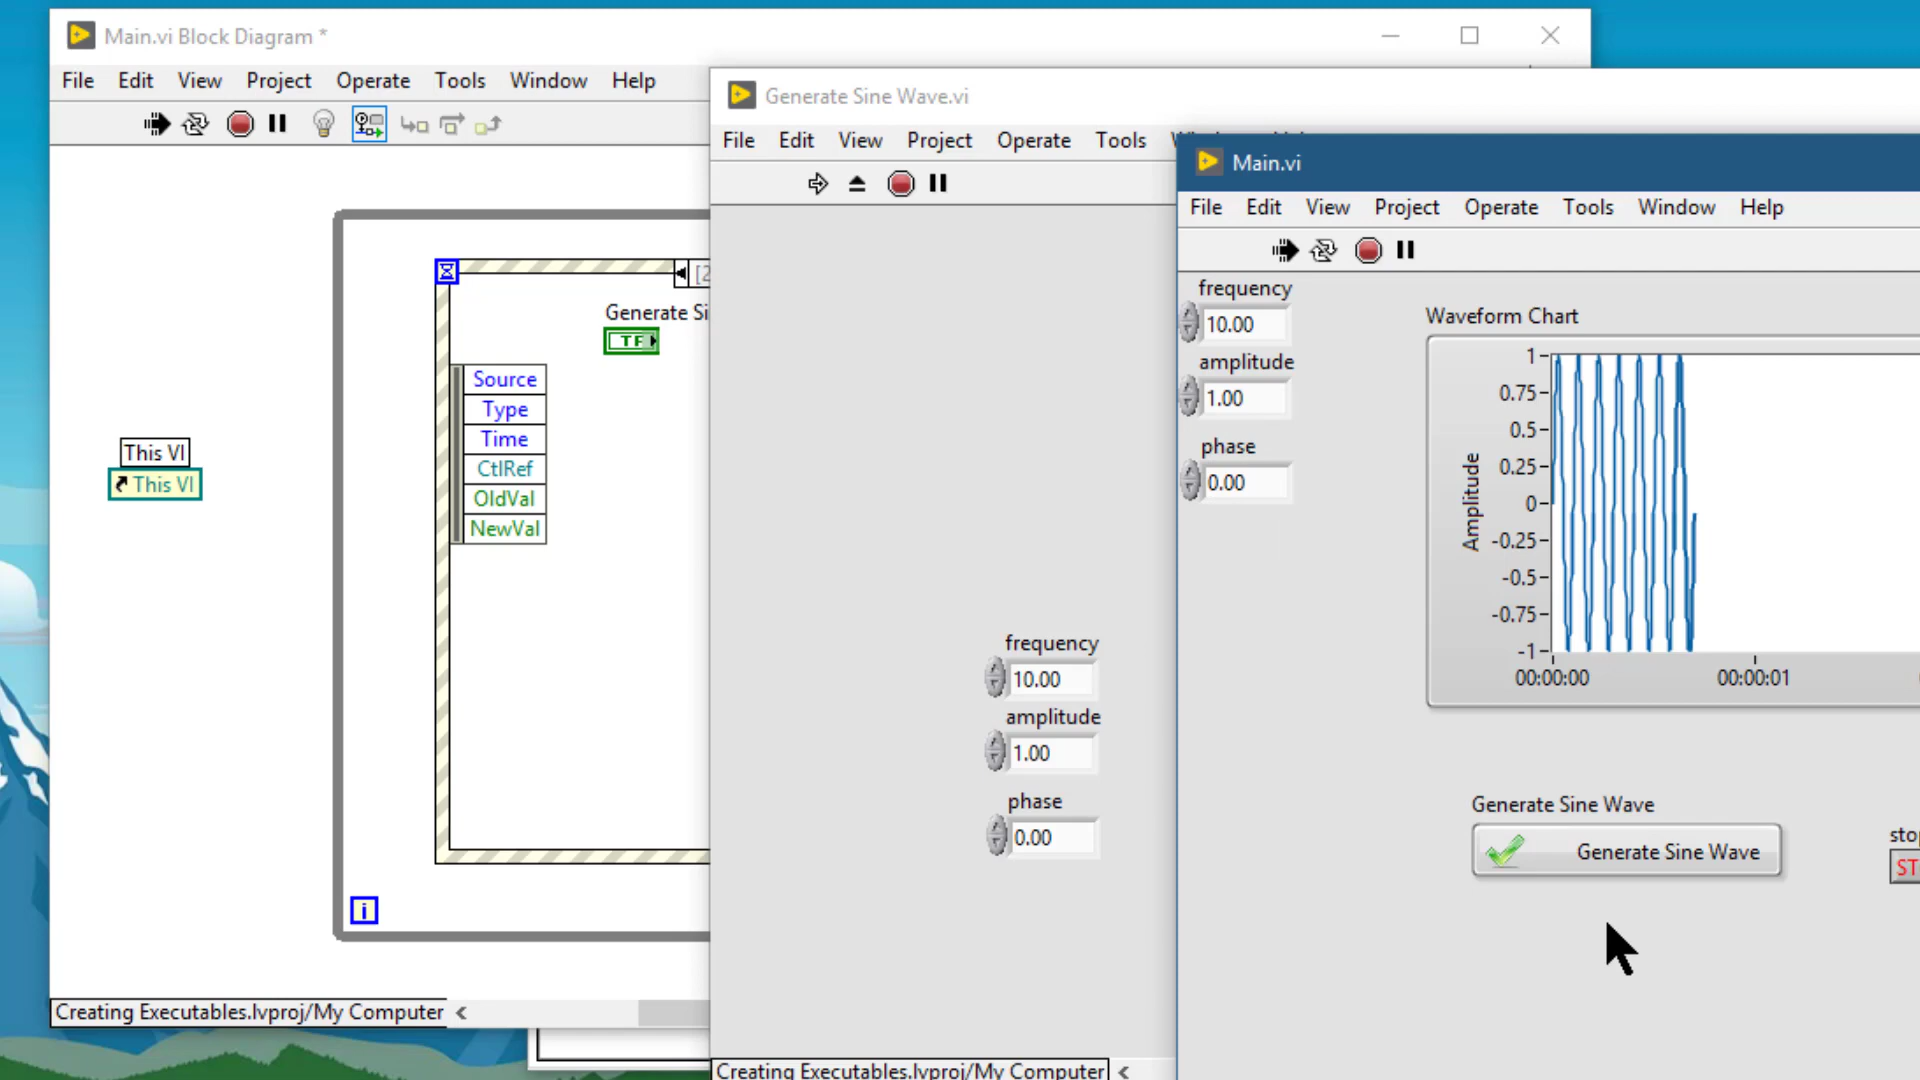 Main.vi Block Diagram *
File Edit View Project Operate Tools Window Help
Generate Si
TF
Source
Type
Time
CtlRef
OldVal
NewVal
This VI
This VI
i
Creating Executables.lvproj/My Computer <
Generate Sine Wave.vi
File Edit View Project Operate Tools
frequency
10.00
amplitude
1.00
phase
0.00
Creating Executables.lvproj/My Computer <
Main.vi
File Edit View Project Operate Tools Window Help
frequency
10.00
amplitude
1.00
phase
0.00
Waveform Chart
Amplitude
1
0.75
0.5
0.25
0
-0.25
-0.5
-0.75
-1
00:00:00 00:00:01
Generate Sine Wave
Generate Sine Wave
sto
ST